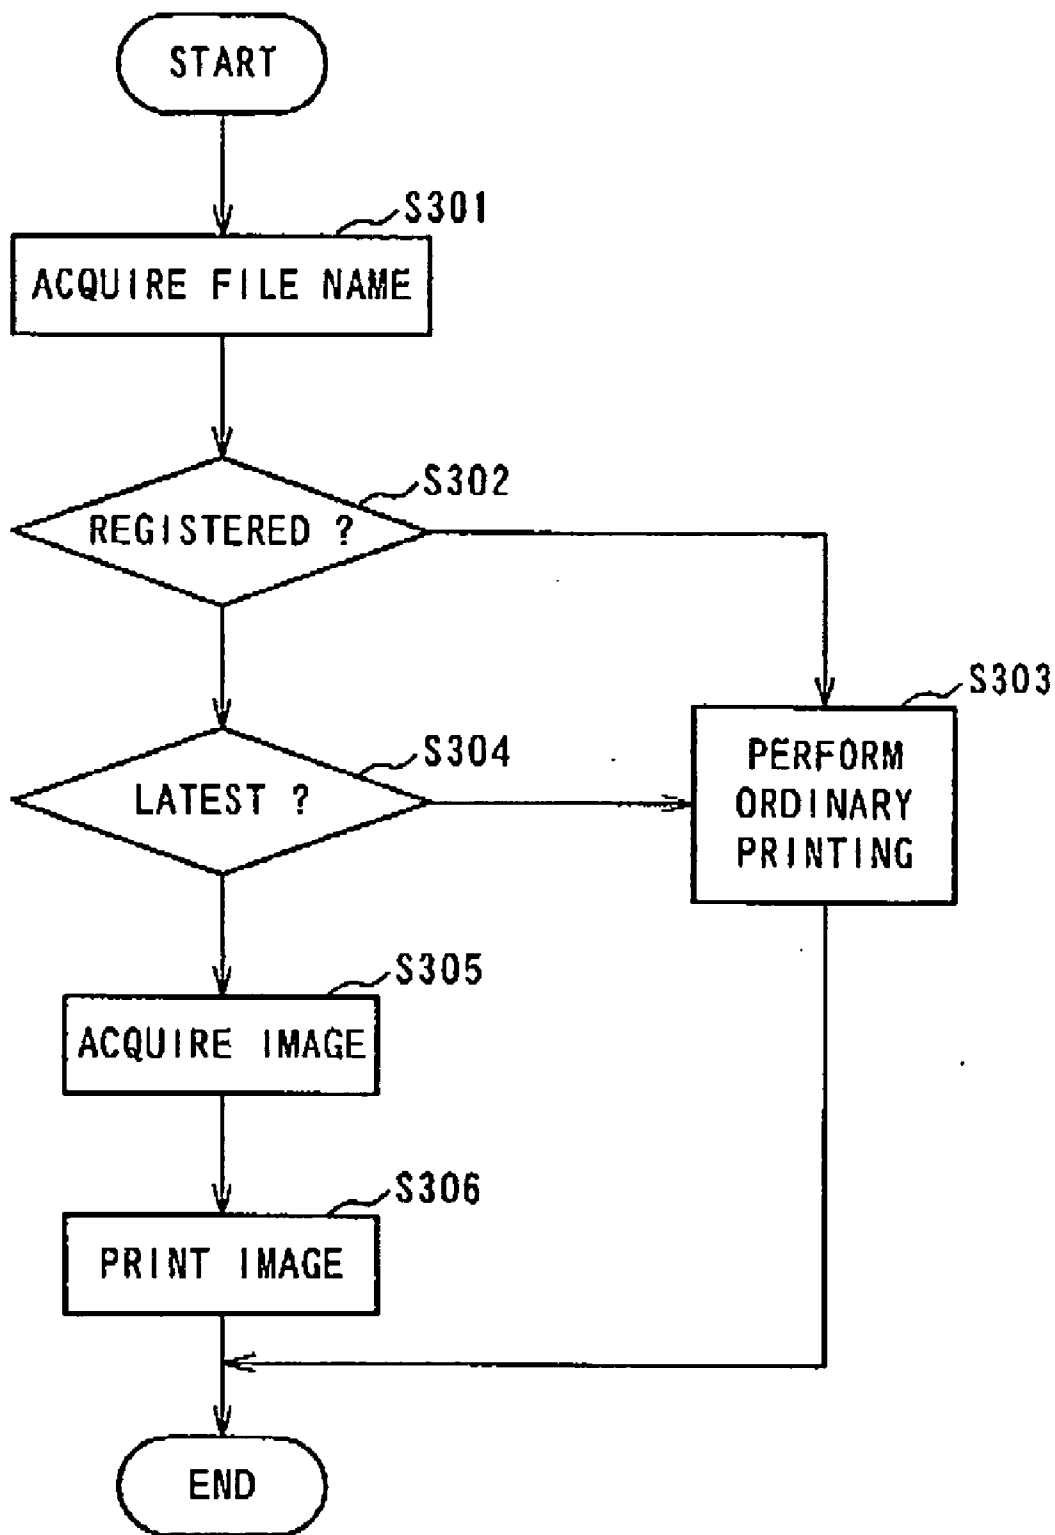 START
S301
ACQUIRE FILE NAME
S302
REGISTERED ?
S303
PERFORM
ORDINARY
PRINTING
S304
LATEST ?
S305
ACQUIRE IMAGE
S306
PRINT IMAGE
END